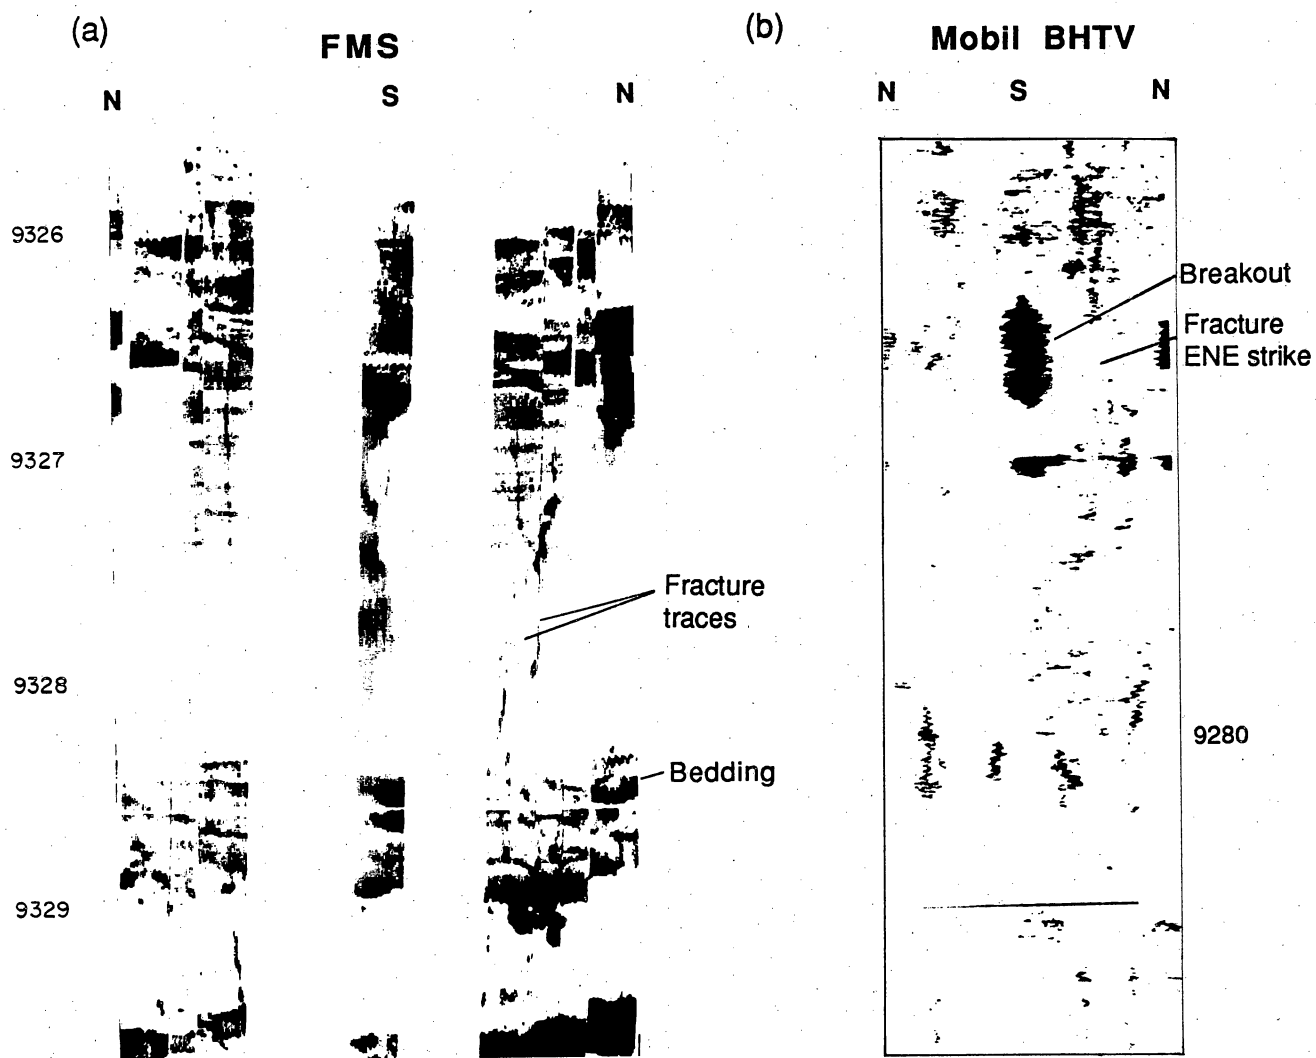 (a)
FMS
N S N
9326
9327
9328
9329
Fracture
traces
Bedding
(b)
Mobil BHTV
N S N
Breakout
Fracture
ENE strike
9280